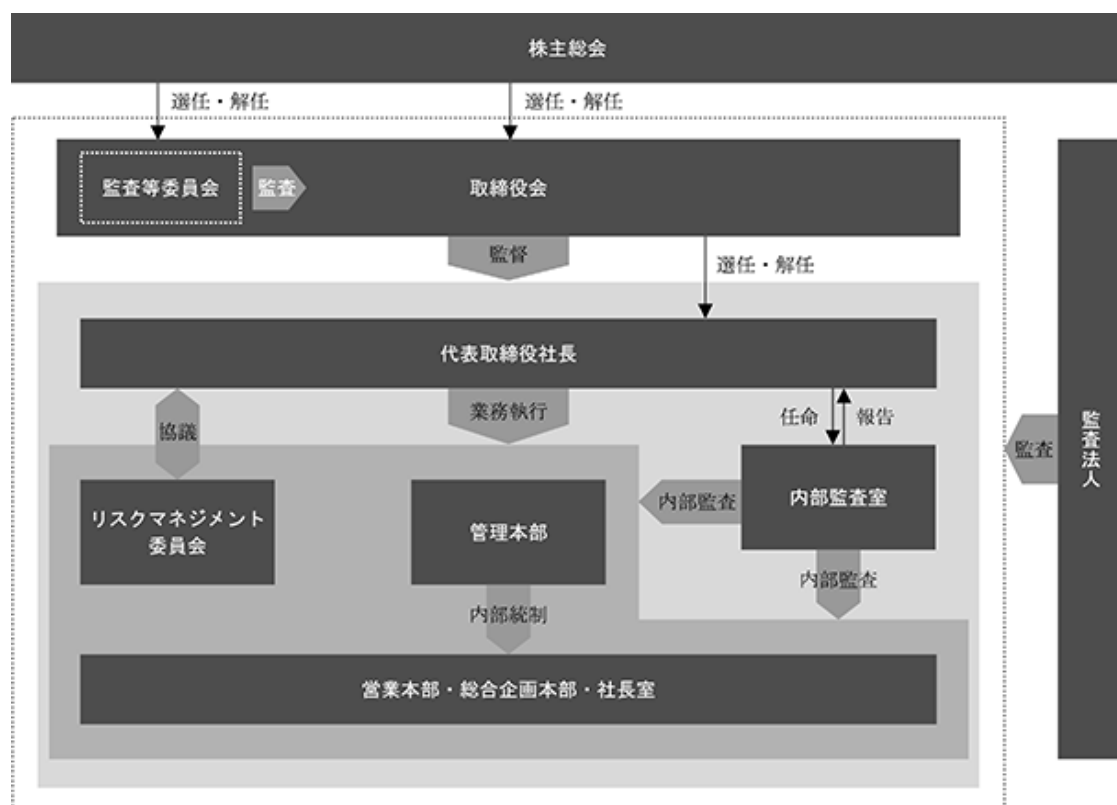 株主総会
選任・解任
選任・解任
監査等委員会
監査
取締役会
監督
選任・解任
代表取締役社長
協議
業務執行
任命
報告
監査
監査法人
リスクマネジメント
委員会
管理本部
内部監査
内部監査室
内部監査
内部統制
営業本部・総合企画本部・社長室